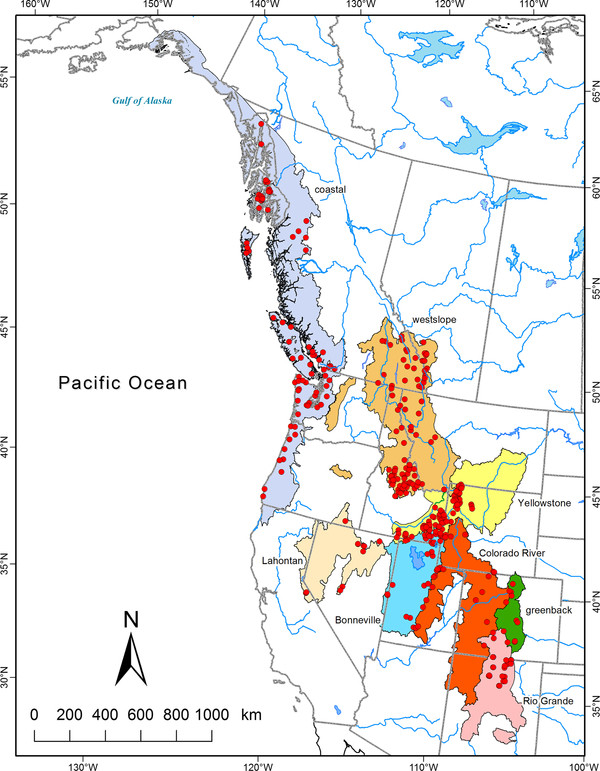 160°W 150°W 140°W 130°W 120°W 110°W
55°N
65°N
Gulf of Alaska
60°N
coastal
50°N
55°N
45°N
westslope
Pacific Ocean
50°N
40°N
45°N
Yellowstone
Colorado River
35°N
Lahontan
40°N
greenback
Bonneville
N
30°N
Rio Grande
35°N
0 200 400 600 800 1000 km
130°W 120°W 110°W 100°W